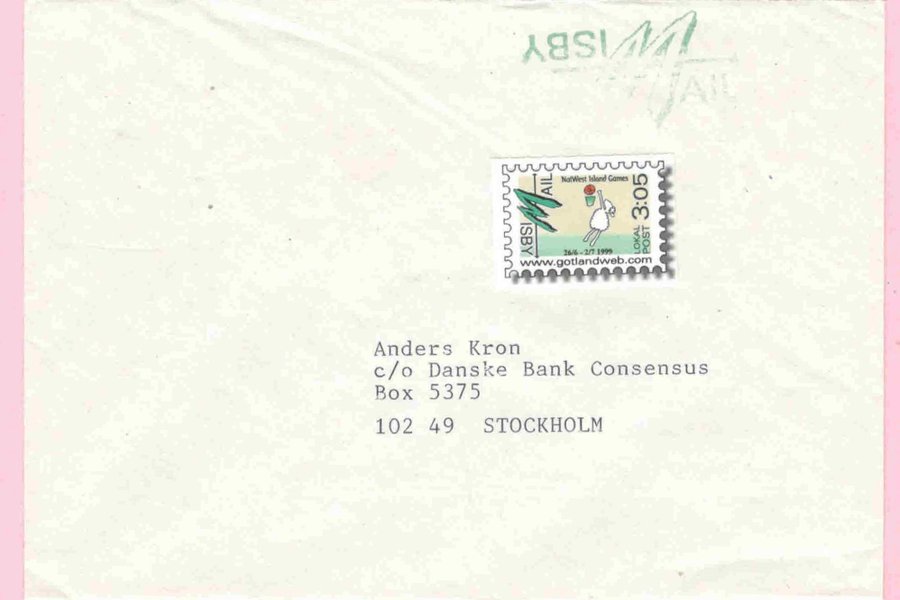 VISBY MAIL
NatWest Island Games
VISBY MAIL
LOKAL POST 3:05
26/6 - 2/7 1999
www.gotlandweb.com
Anders Kron
c/o Danske Bank Consensus
Box 5375
102 49 STOCKHOLM